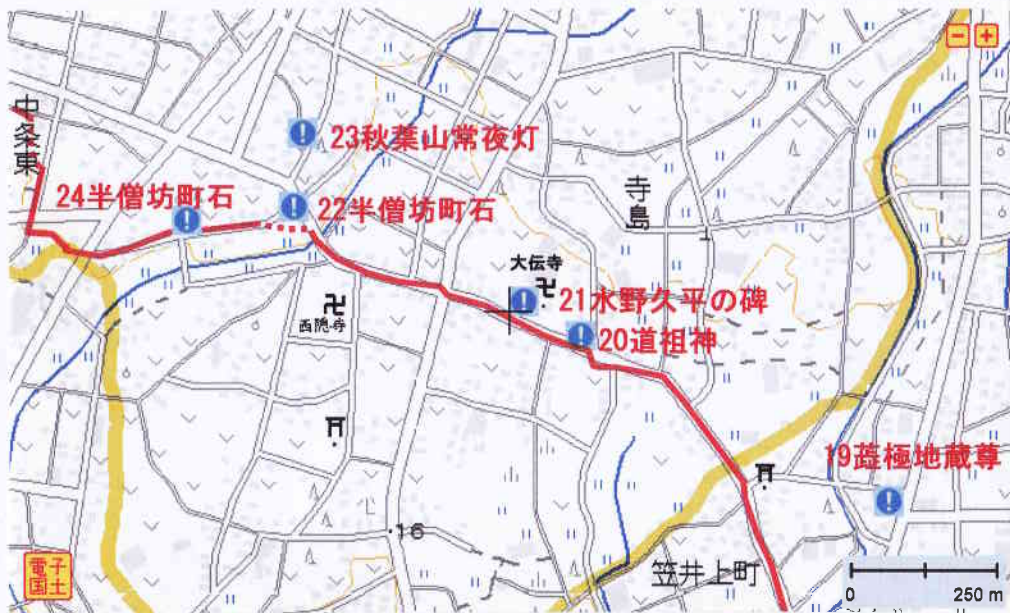 中条東
23秋葉山常夜灯
24半僧坊町石
22半僧坊町石
寺島
大伝寺
21水野久平の碑
西隠寺
20道祖神
19蓙極地蔵尊
16
笠井上町
電子国土
0 250 m